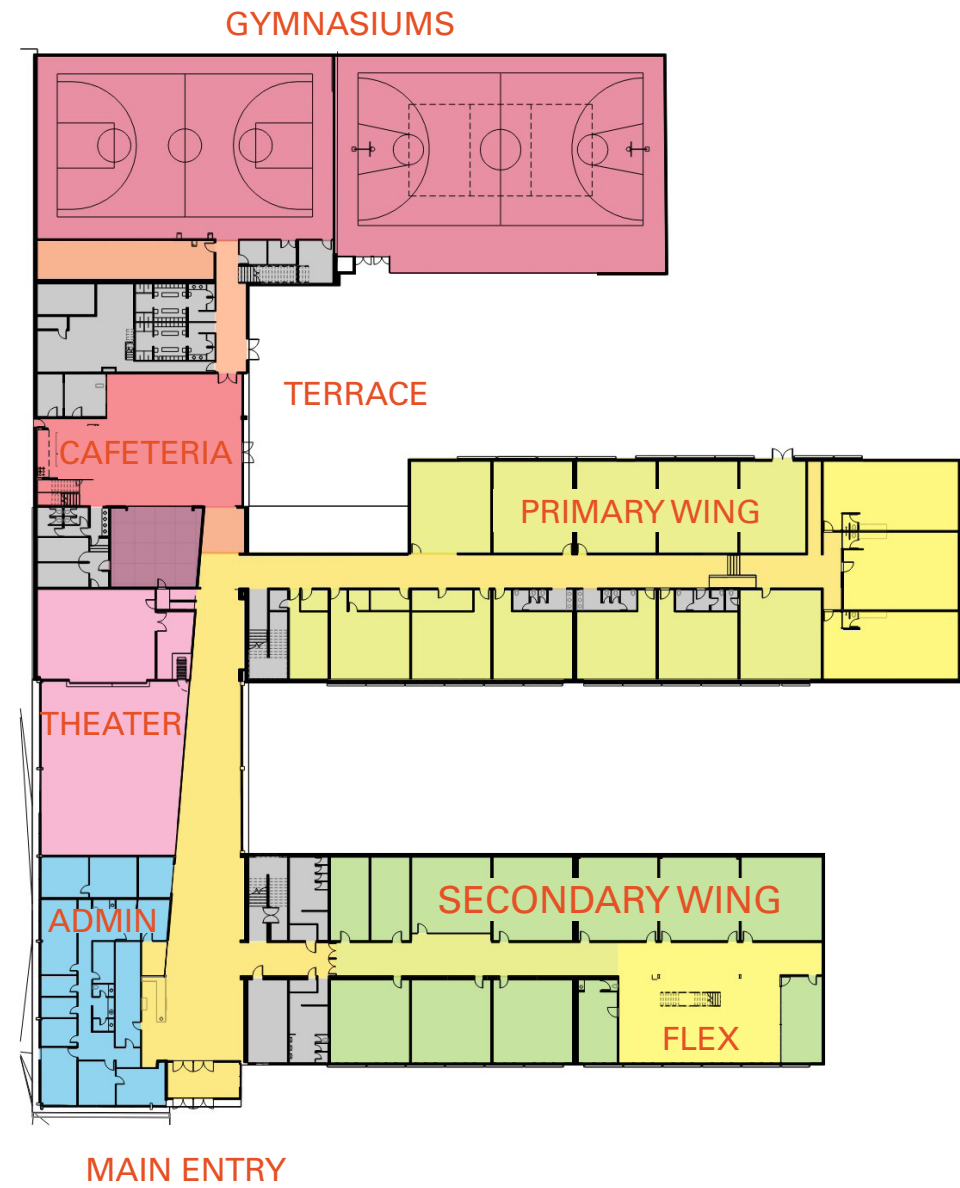 GYMNASIUMS
TERRACE
CAFETERIA
PRIMARY WING
THEATER
SECONDARY WING
ADMIN
FLEX
MAIN ENTRY